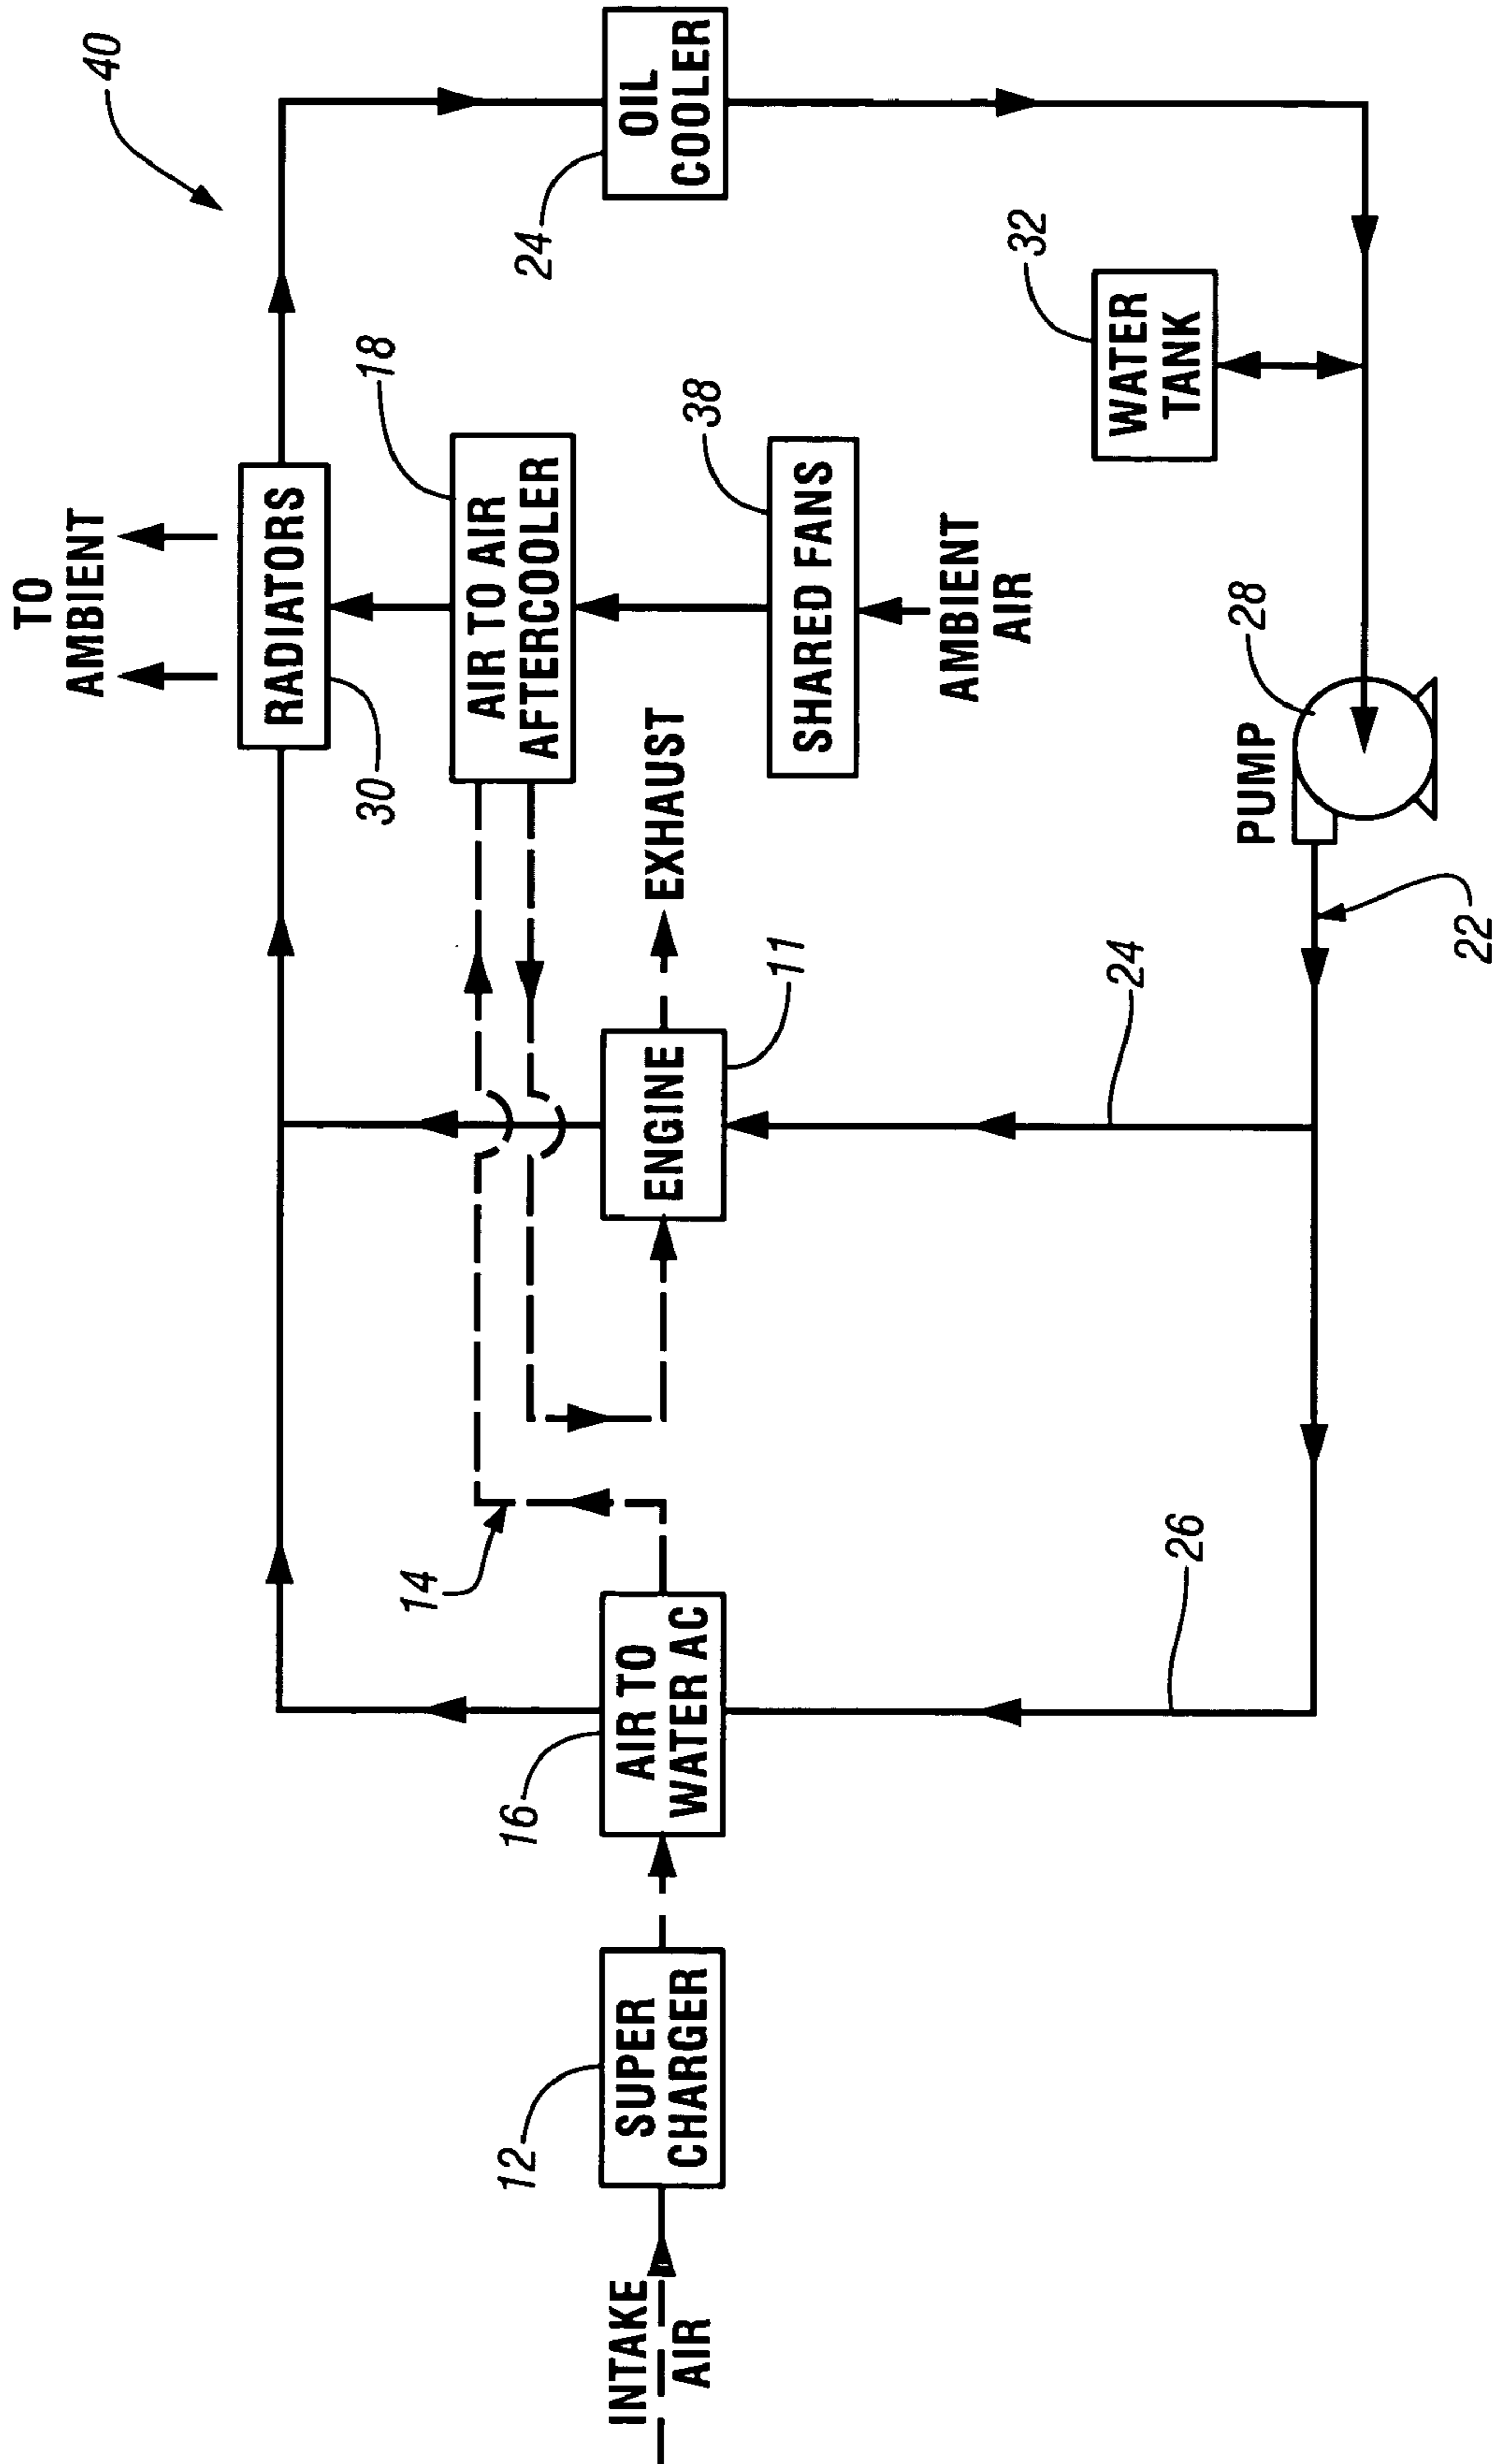 40
TO
AMBIENT
RADIATORS
30
18
AIR TO AIR
AFTERCOOLER
24
OIL
COOLER
14
EXHAUST
38
SHARED FANS
AMBIENT
AIR
32
WATER
TANK
INTAKE
AIR
12
SUPER
CHARGER
16
AIR TO
WATER AC
ENGINE
11
24
26
PUMP
28
22